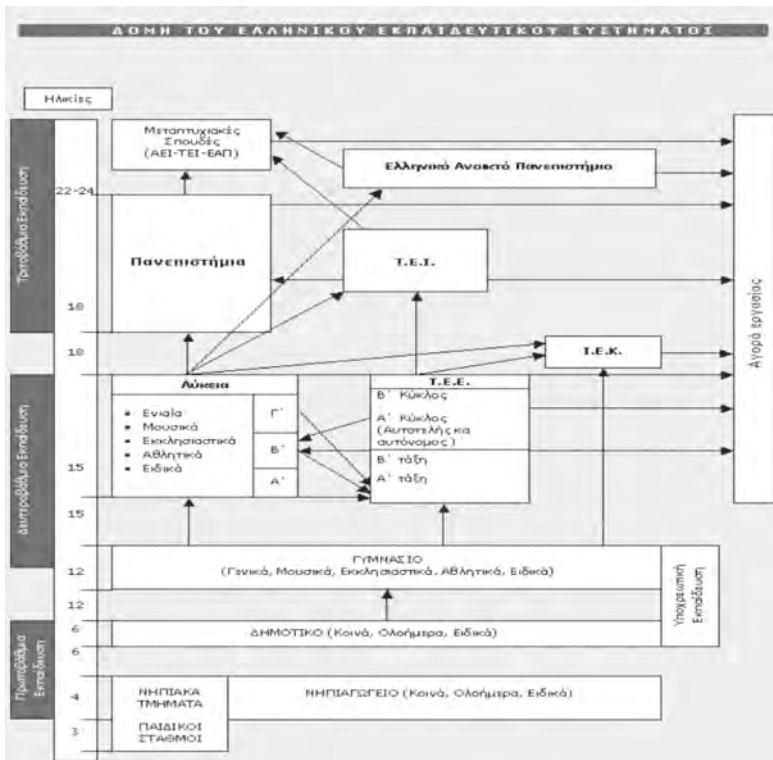 ΔΟΜΗ ΤΟΥ ΕΛΛΗΝΙΚΟΥ ΕΚΠΑΙΔΕΥΤΙΚΟΥ ΣΥΣΤΗΜΑΤΟΣ
Ηλικίες
Τριτοβάθμια Εκπαίδευση
22-24
18
18
Μεταπτυχιακές
Σπουδές
(ΑΕΙ-ΤΕΙ-ΕΑΠ)
Ελληνικό Ανοικτό Πανεπιστήμιο
Πανεπιστήμια
Τ.Ε.Ι.
Ι.Ε.Κ.
Αγορά εργασίας
Δευτεροβάθμια Εκπαίδευση
15
15
12
Λύκεια
• Ενιαία
• Μουσικά
• Εκκλησιαστικά
• Αθλητικά
• Ειδικά
Γ΄
Β΄
Α΄
Τ.Ε.Ε.
Β΄ Κύκλος
Α΄ Κύκλος
(Αυτοτελής κα
αυτόνομος)
Β΄ τάξη
Α΄ τάξη
ΓΥΜΝΑΣΙΟ
(Γενικά, Μουσικά, Εκκλησιαστικά, Αθλητικά, Ειδικά)
Υποχρεωτική
Εκπαίδευση
Πρωτοβάθμια
Εκπαίδευση
12
6
6
4
3
ΔΗΜΟΤΙΚΟ (Κοινά, Ολοήμερα, Ειδικά)
ΝΗΠΙΑΚΑ
ΤΜΗΜΑΤΑ
ΠΑΙΔΙΚΟΙ
ΣΤΑΘΜΟΙ
ΝΗΠΙΑΓΩΓΕΙΟ (Κοινά, Ολοήμερα, Ειδικά)